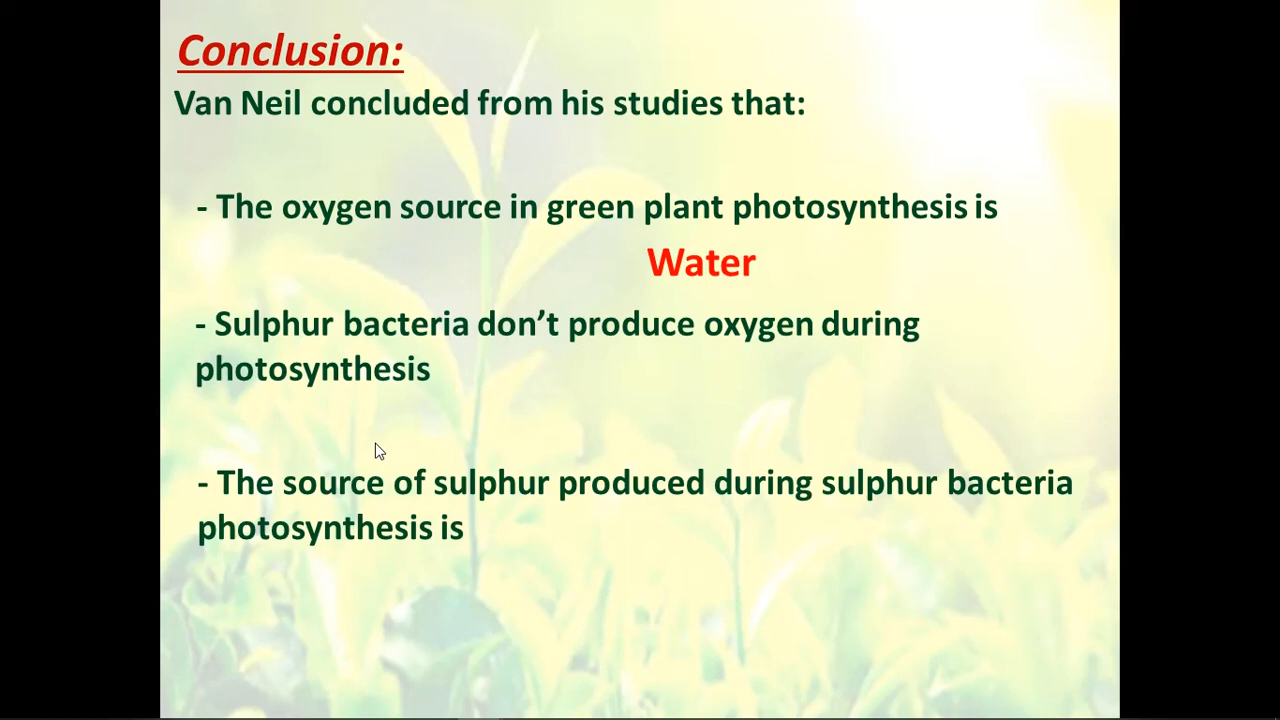 Conclusion:
Van Neil concluded from his studies that:
- The oxygen source in green plant photosynthesis is
Water
- Sulphur bacteria don’t produce oxygen during
photosynthesis
- The source of sulphur produced during sulphur bacteria
photosynthesis is